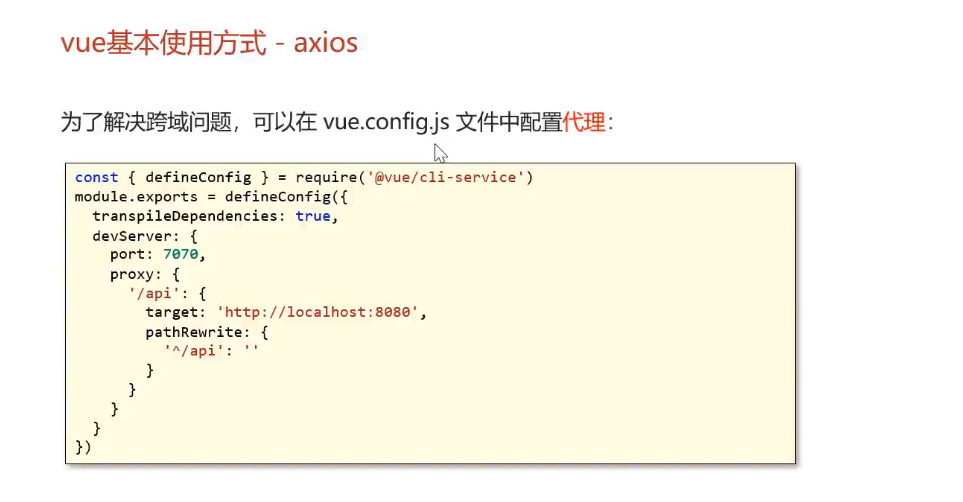 vue基本使用方式 - axios
为了解决跨域问题，可以在 vue.config.js 文件中配置代理：
const { defineConfig } = require('@vue/cli-service')
module.exports = defineConfig({
  transpileDependencies: true,
  devServer: {
    port: 7070,
    proxy: {
      '/api': {
        target: 'http://localhost:8080',
        pathRewrite: {
          '^/api': ''
        }
      }
    }
  }
})